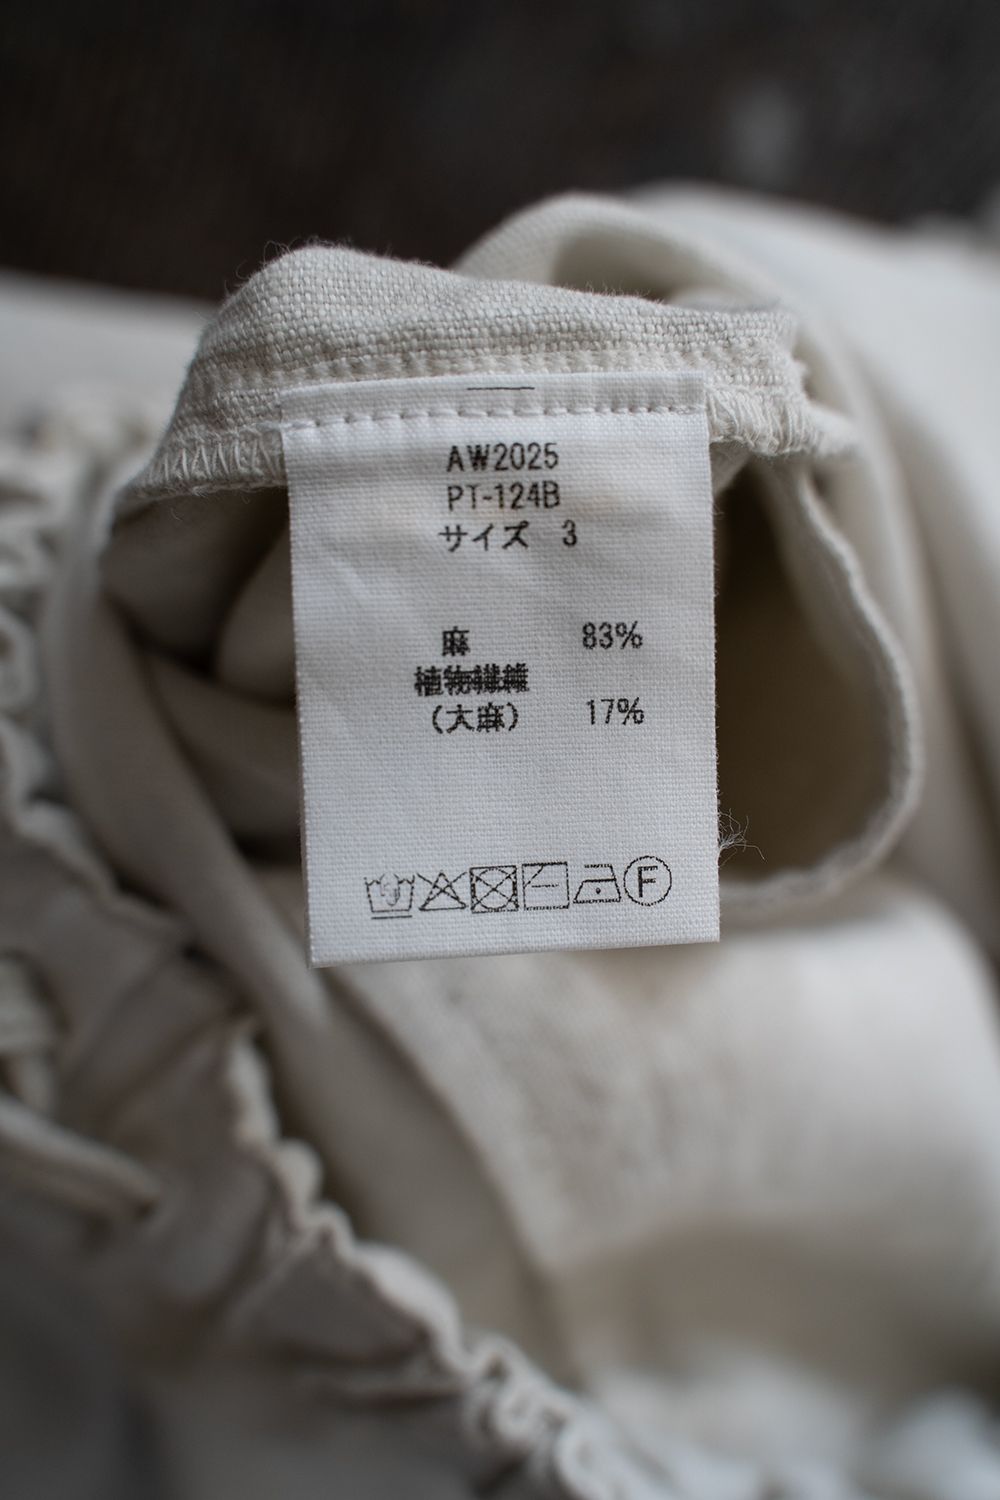 AW2025
PT-124B
サイズ 3
麻 83%
植物繊維
(大麻) 17%
F